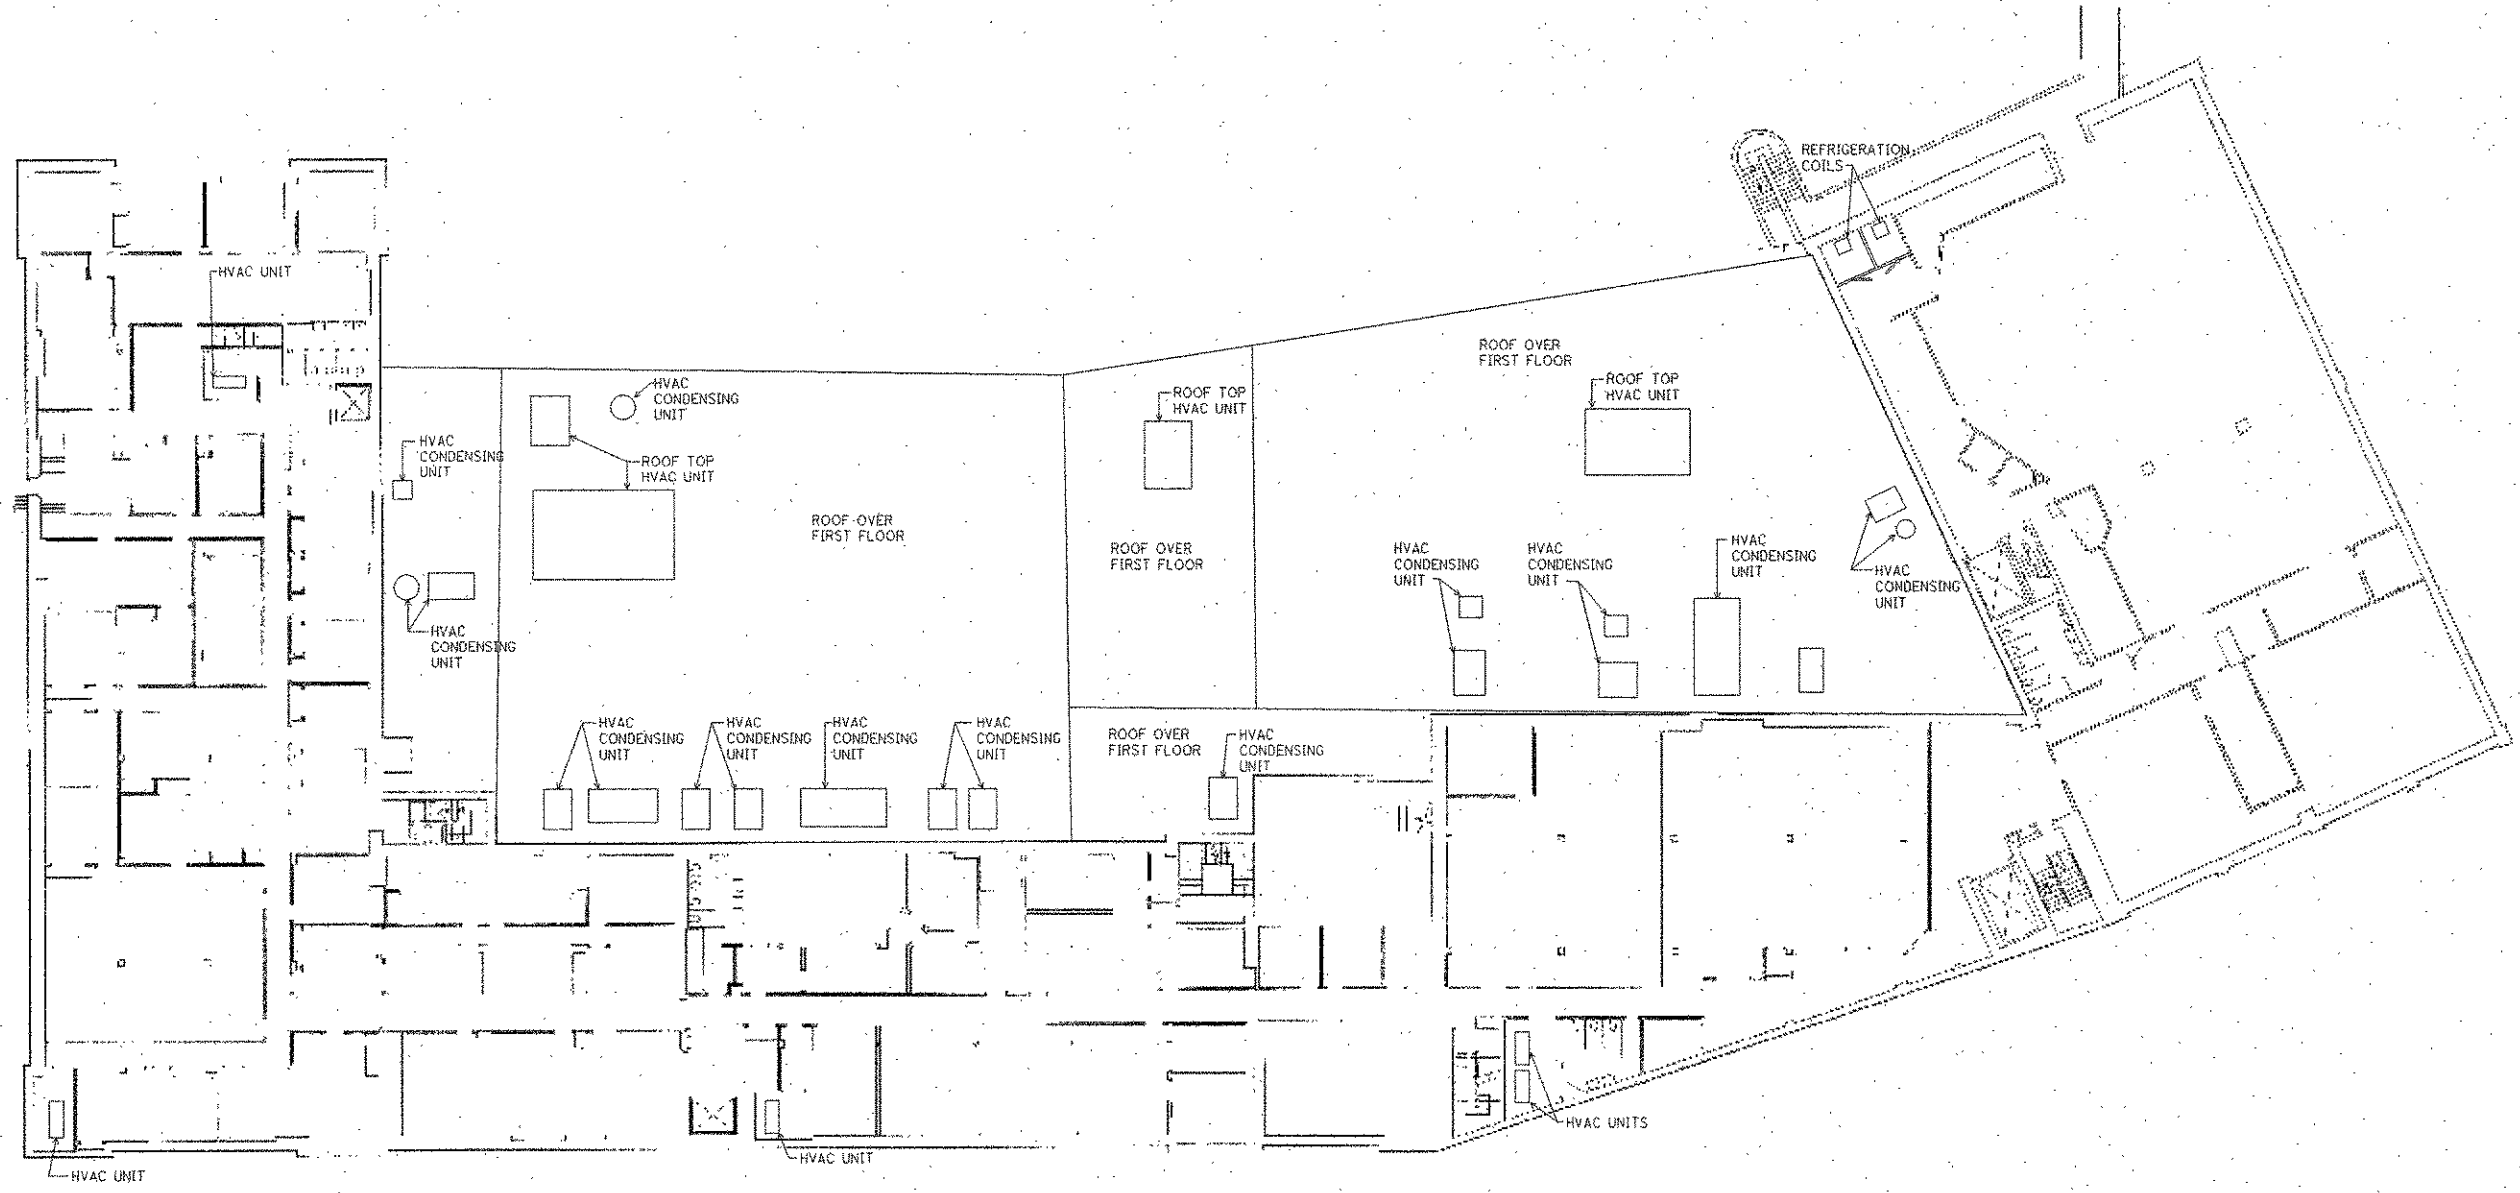 REFRIGERATION
COILS
HVAC UNIT
ROOF OVER
FIRST FLOOR
HVAC
CONDENSING
UNIT
ROOF TOP
HVAC UNIT
ROOF TOP
HVAC UNIT
HVAC
CONDENSING
UNIT
ROOF TOP
HVAC UNIT
ROOF OVER
FIRST FLOOR
ROOF OVER
FIRST FLOOR
HVAC
CONDENSING
UNIT
HVAC
CONDENSING
UNIT
HVAC
CONDENSING
UNIT
HVAC
CONDENSING
UNIT
HVAC
CONDENSING
UNIT
HVAC
CONDENSING
UNIT
HVAC
CONDENSING
UNIT
HVAC
CONDENSING
UNIT
HVAC
CONDENSING
UNIT
ROOF OVER
FIRST FLOOR
HVAC
CONDENSING
UNIT
HVAC UNITS
HVAC UNIT
HVAC UNIT